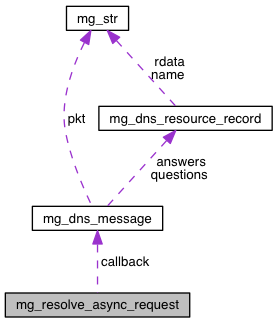 mg_str
rdata
name
pkt
mg_dns_resource_record
answers
questions
mg_dns_message
callback
mg_resolve_async_request